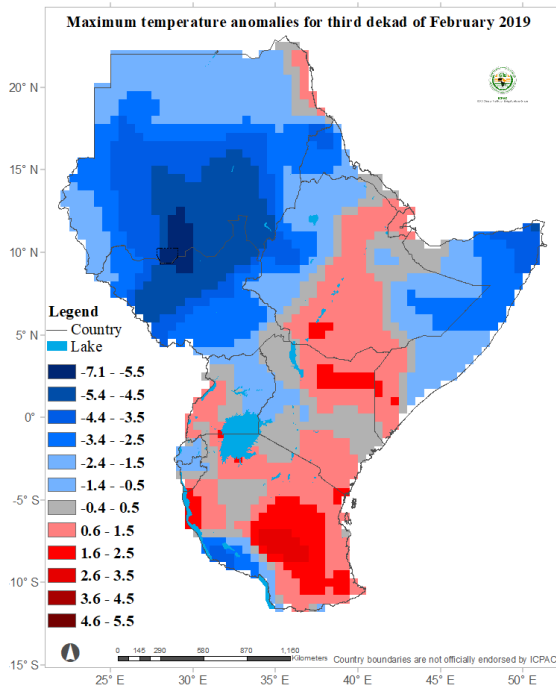 Maximum temperature anomalies for third dekad of February 2019
20° N
15° N
10° N
5° N
0°
5° S
10° S
15° S
Legend
Country
Lake
-7.1 - -5.5
-5.4 - -4.5
-4.4 - -3.5
-3.4 - -2.5
-2.4 - -1.5
-1.4 - -0.5
-0.4 - 0.5
0.6 - 1.5
1.6 - 2.5
2.6 - 3.5
3.6 - 4.5
4.6 - 5.5
0 145 290 580 870 1,160
Kilometers
Country boundaries are not officially endorsed by ICPAC
25° E 30° E 35° E 40° E 45° E 50° E